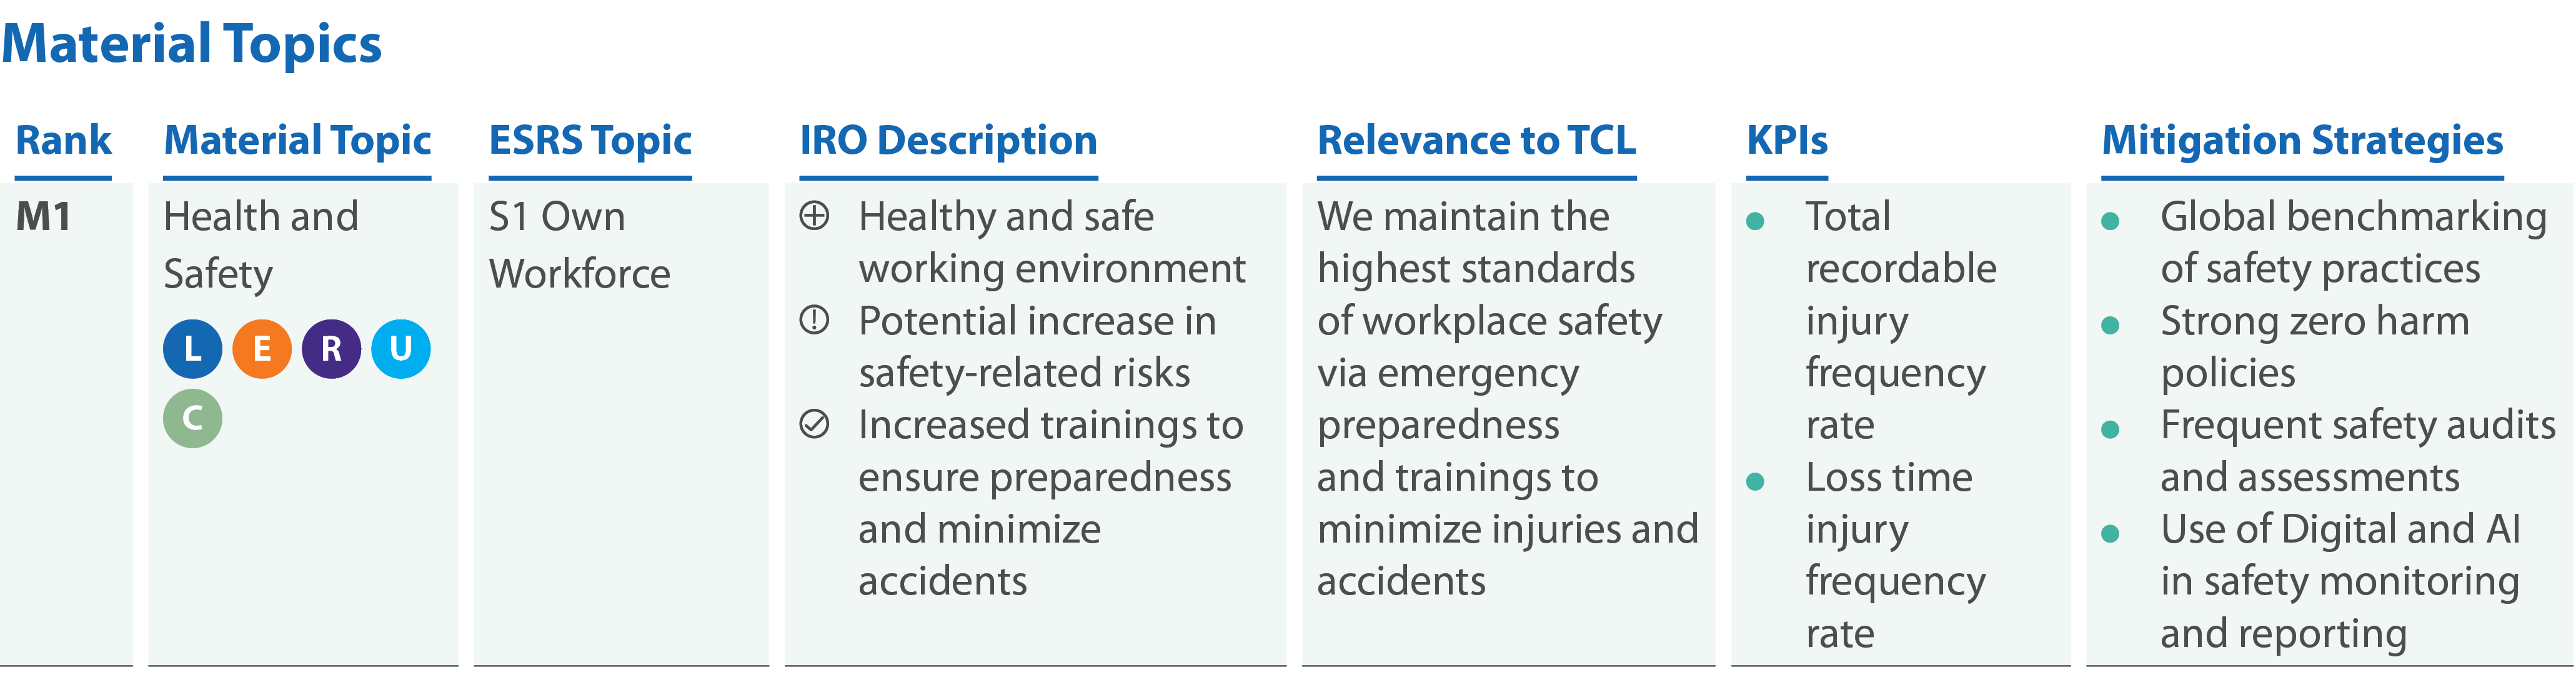 Material Topics
Rank
Material Topic
ESRS Topic
IRO Description
Relevance to TCL
KPIs
Mitigation Strategies
M1
Health and
Safety
L E R U
C
S1 Own
Workforce
Healthy and safe
working environment
Potential increase in
safety-related risks
Increased trainings to
ensure preparedness
and minimize
accidents
We maintain the
highest standards
of workplace safety
via emergency
preparedness
and trainings to
minimize injuries and
accidents
Total
recordable
injury
frequency
rate
Loss time
injury
frequency
rate
Global benchmarking
of safety practices
Strong zero harm
policies
Frequent safety audits
and assessments
Use of Digital and AI
in safety monitoring
and reporting